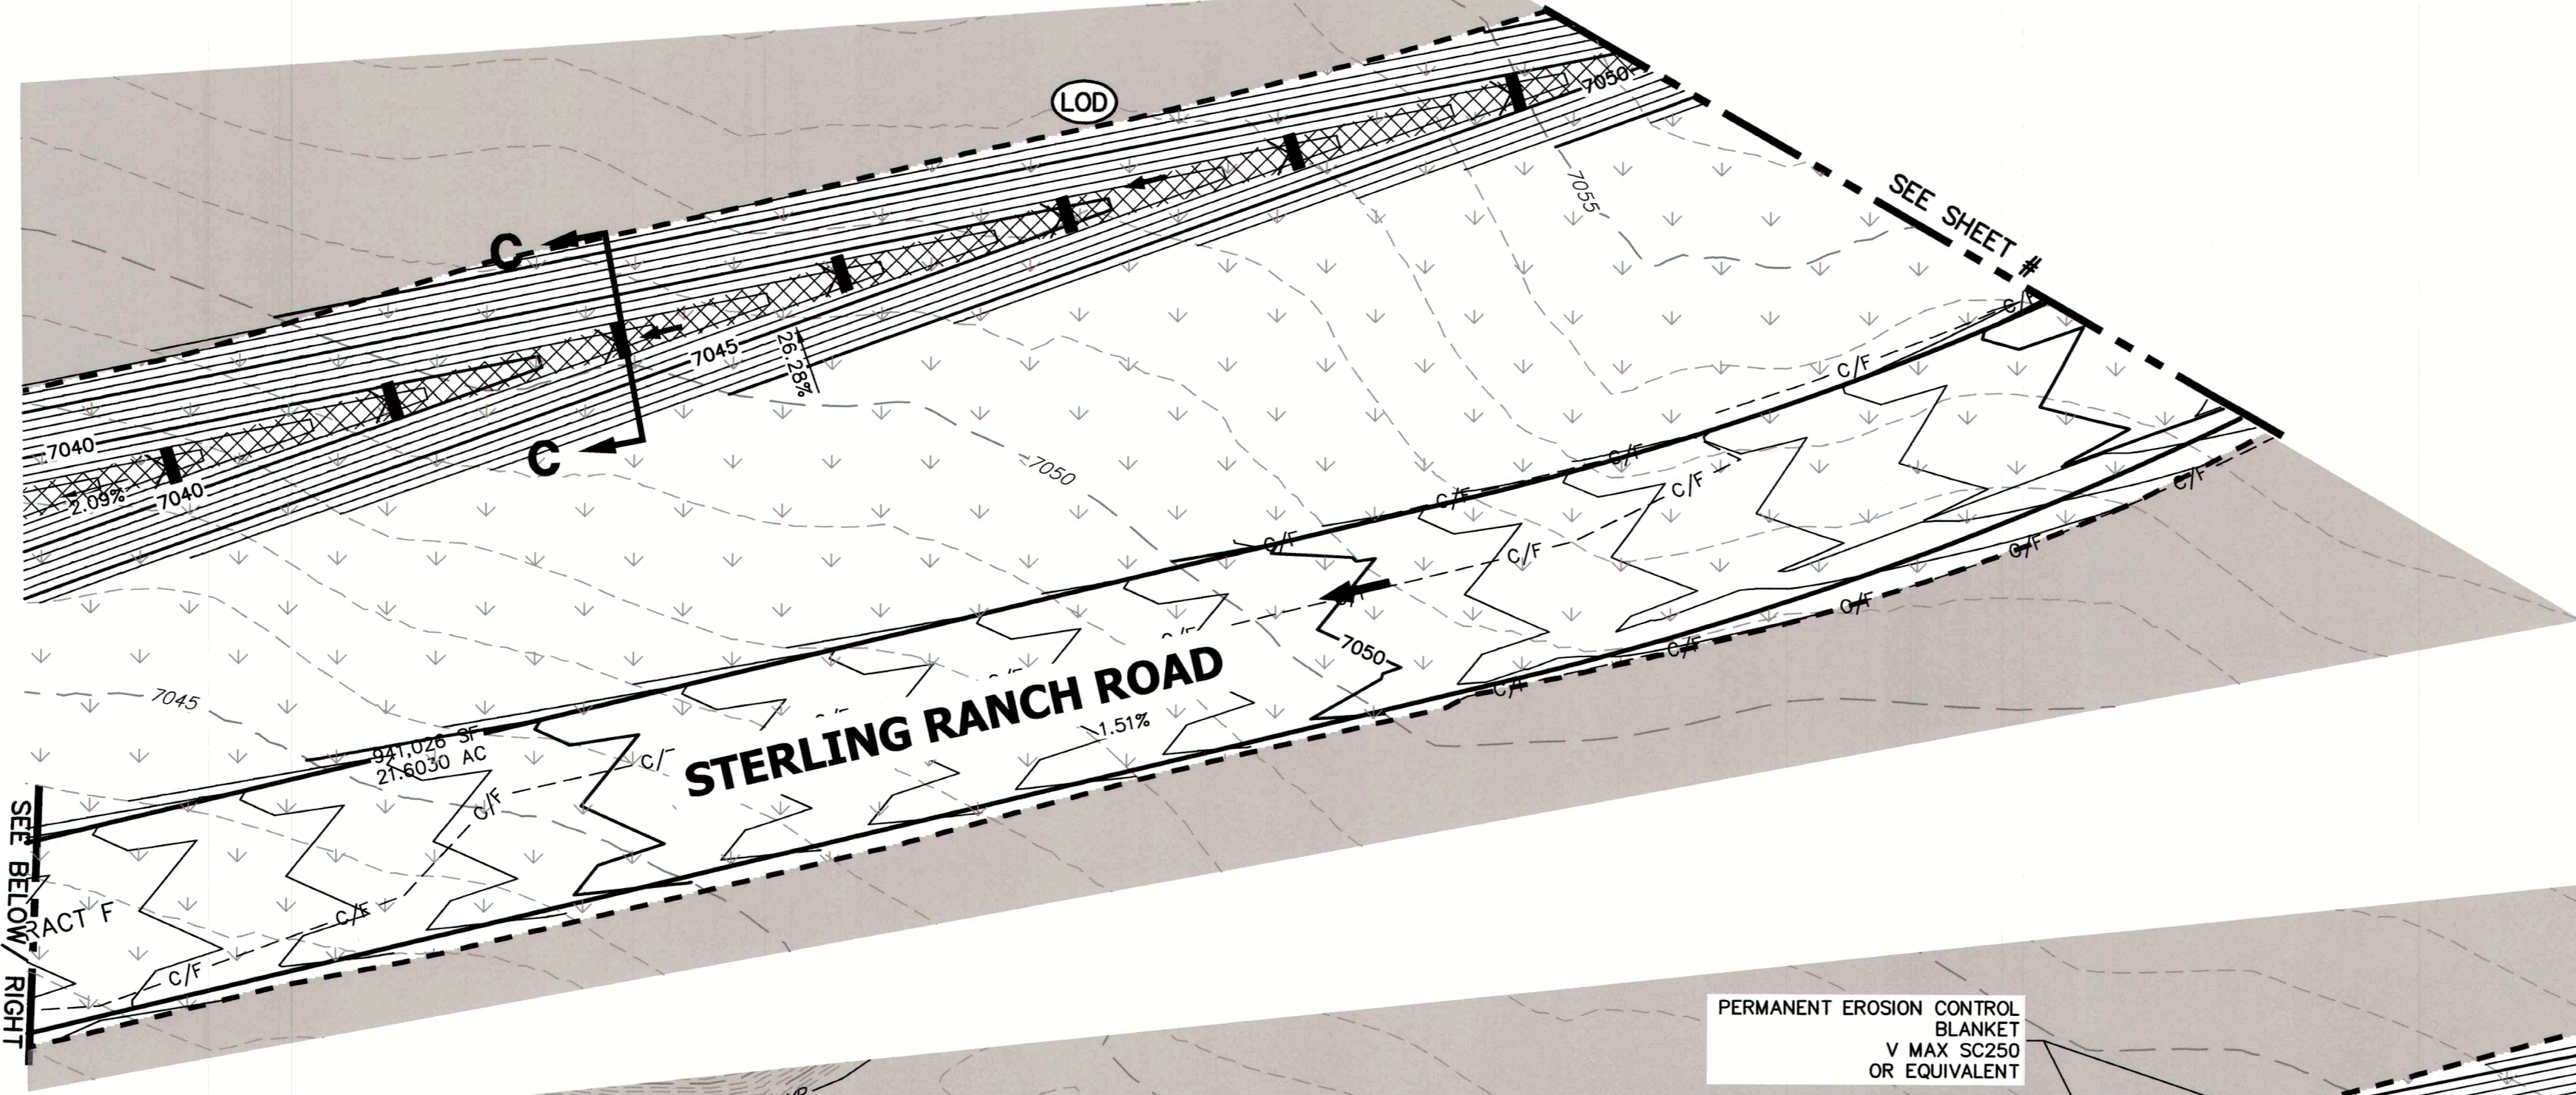 LOD
7050
SEE SHEET #
7055
C
C
7045
26.28%
7040
2.09%
7040
7050
C/F
C/F
C/F
C/F
C/F
C/F
C/F
C/F
C/F
C/F
C/F
7050
STERLING RANCH ROAD
1.51%
7045
941,026 SF
21.6030 AC
C/F
C/F
C/F
RACT F
SEE BELOW/ RIGHT
PERMANENT EROSION CONTROL
BLANKET
V MAX SC250
OR EQUIVALENT